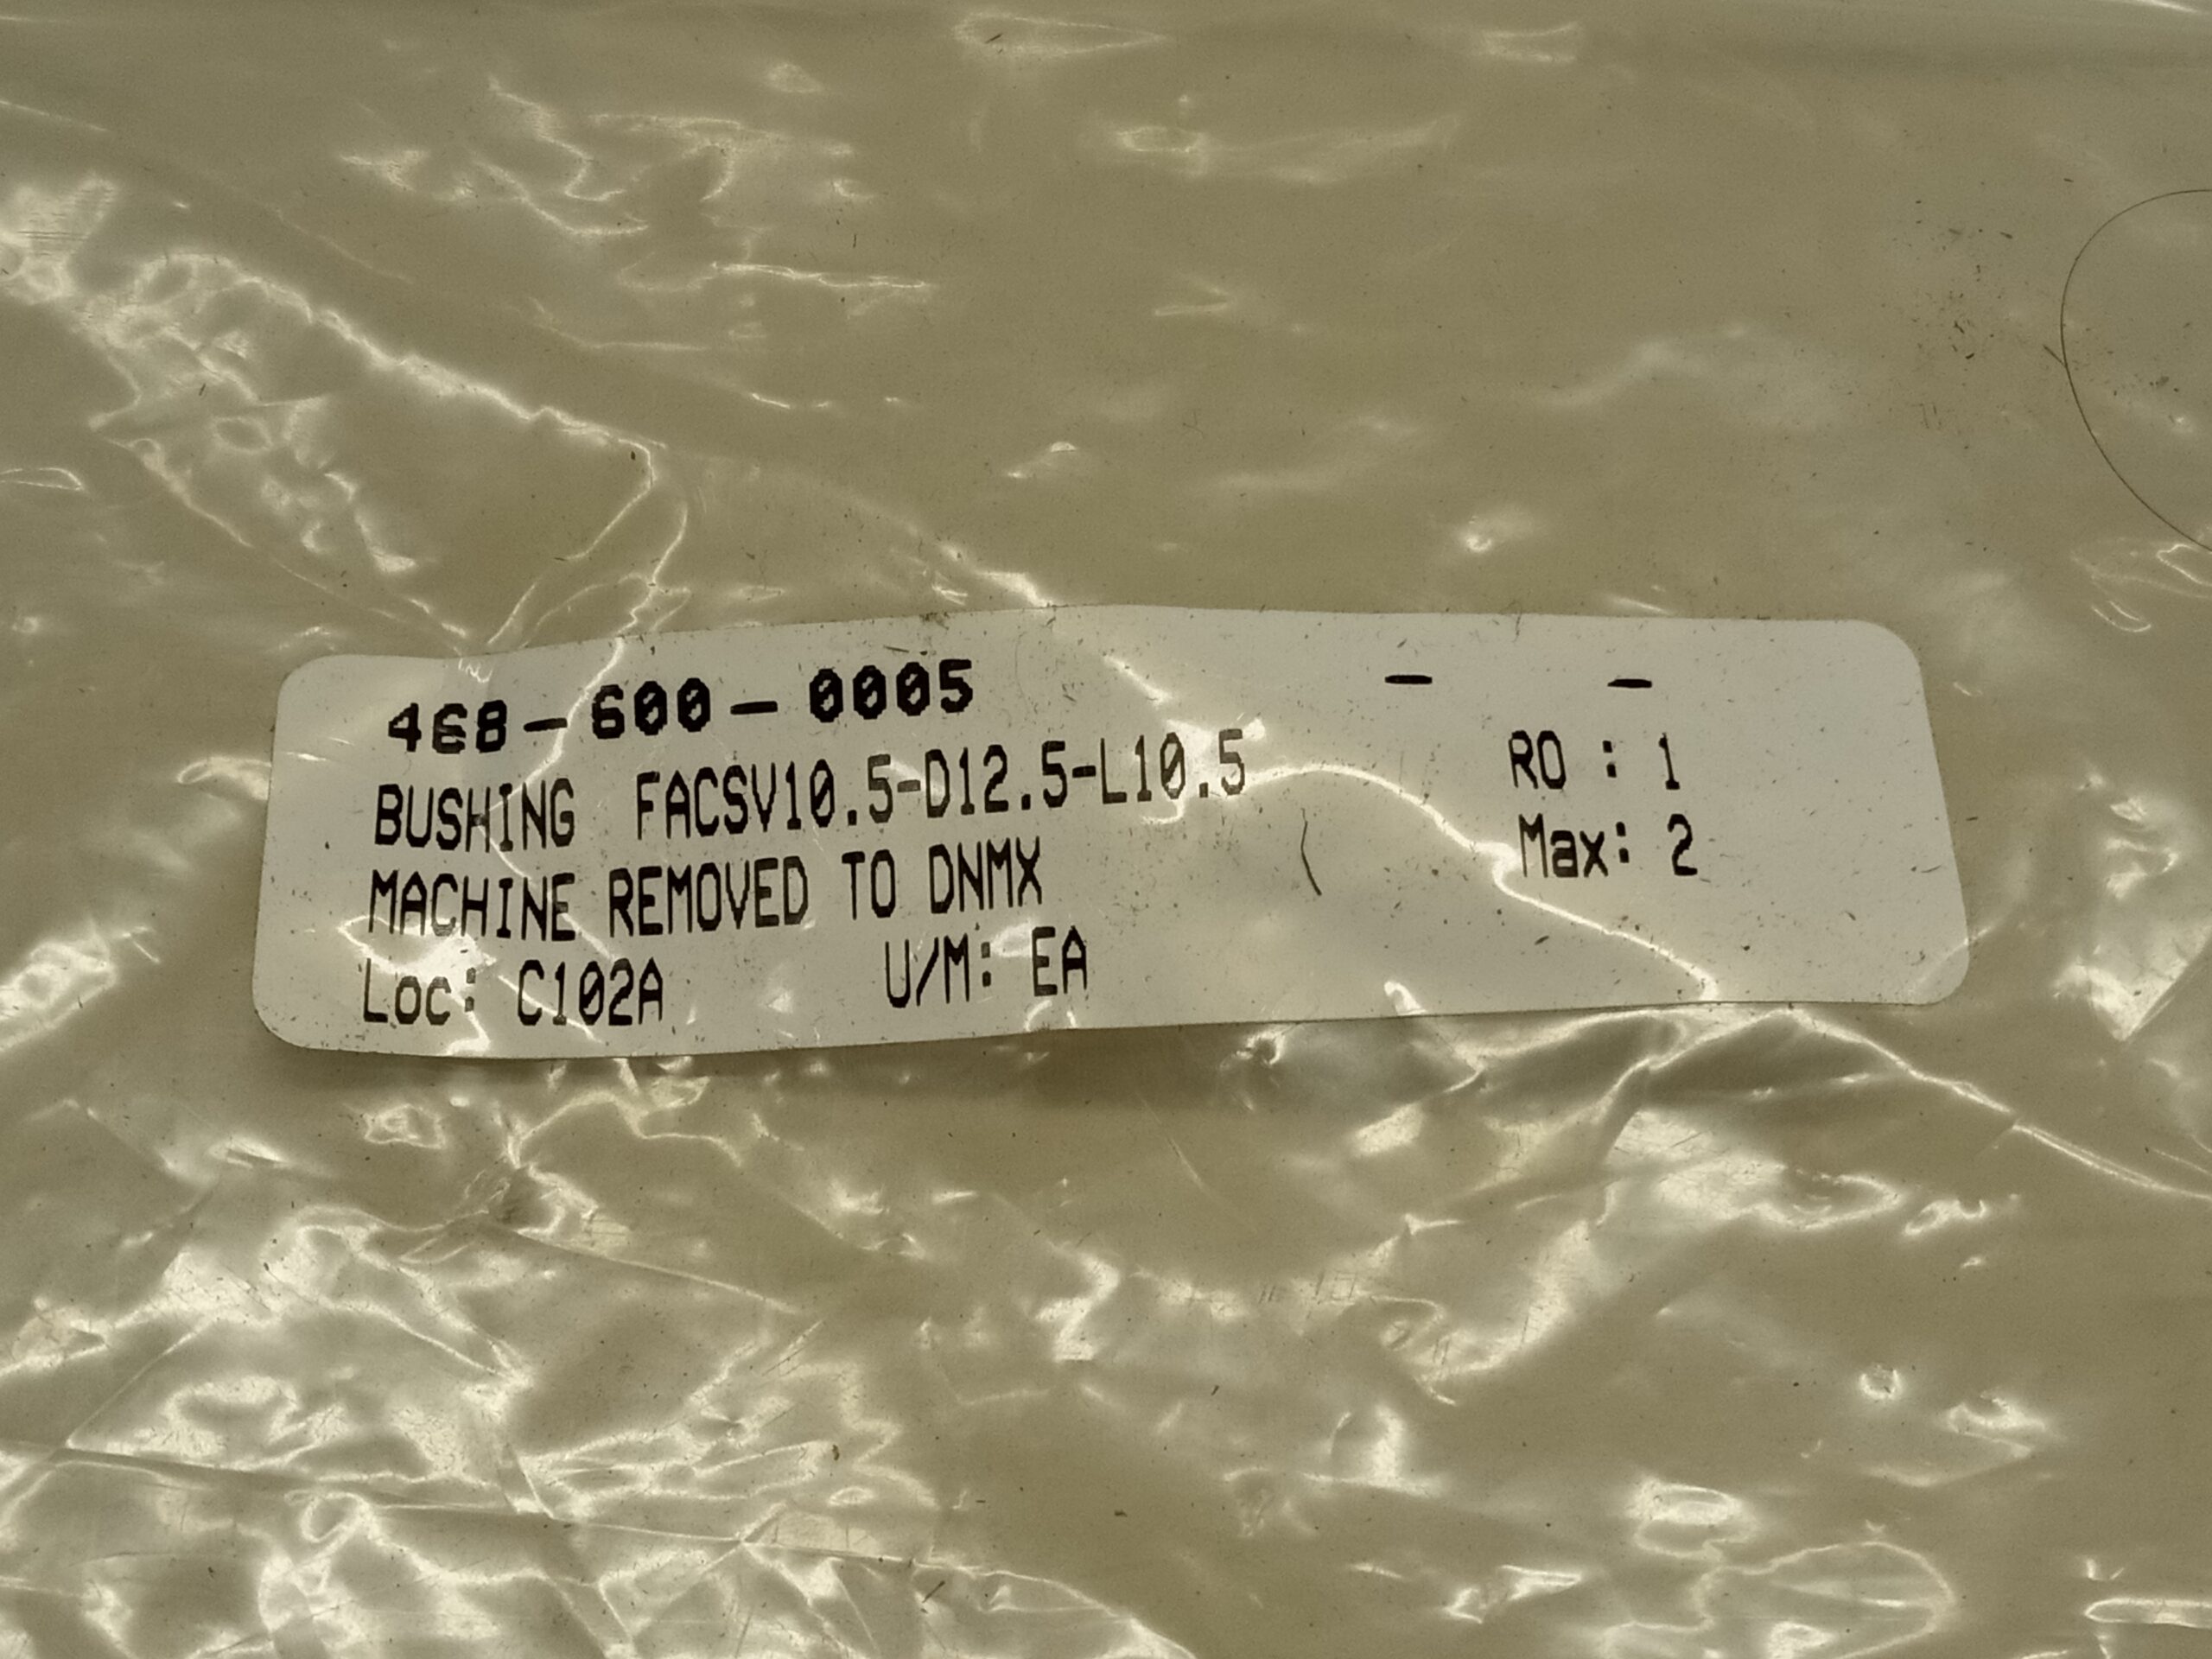 468-600-0005 - -
BUSHING FACSV10.5-D12.5-L10.5 RO : 1
MACHINE REMOVED TO DNMX Max: 2
Loc: C102A U/M: EA